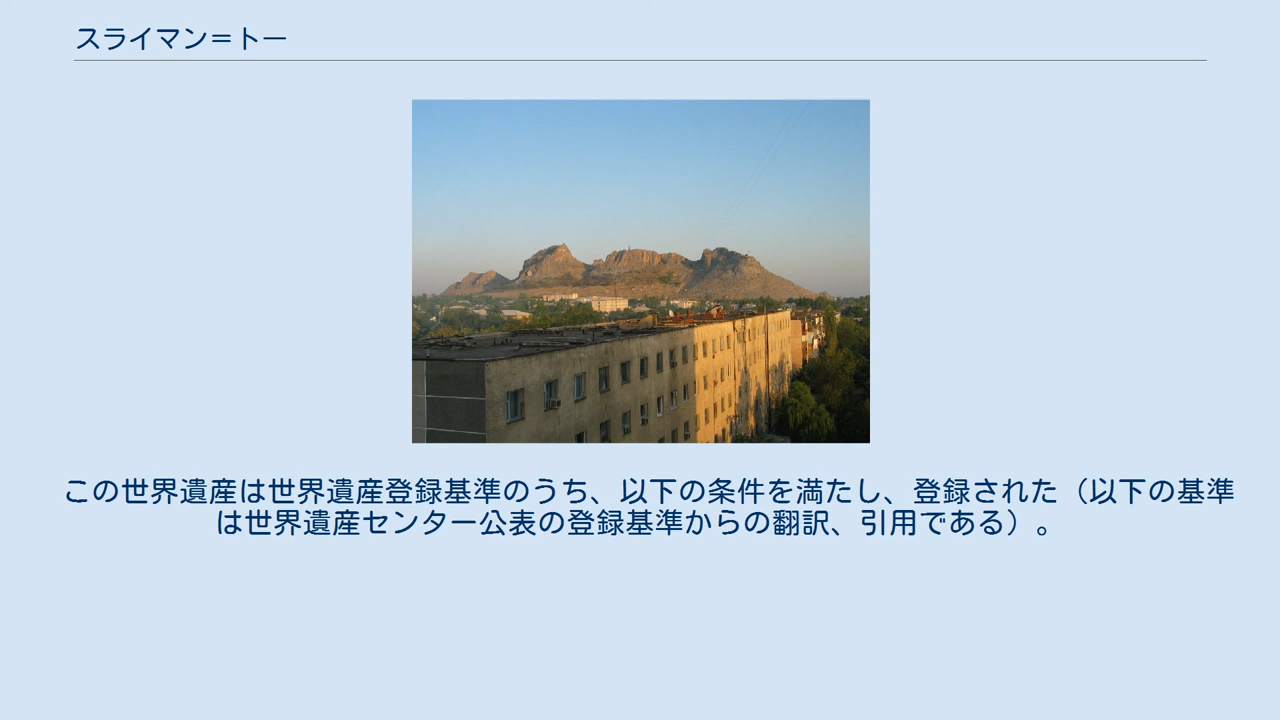 スライマン＝トー
この世界遺産は世界遺産登録基準のうち、以下の条件を満たし、登録された（以下の基準
は世界遺産センター公表の登録基準からの翻訳、引用である）。